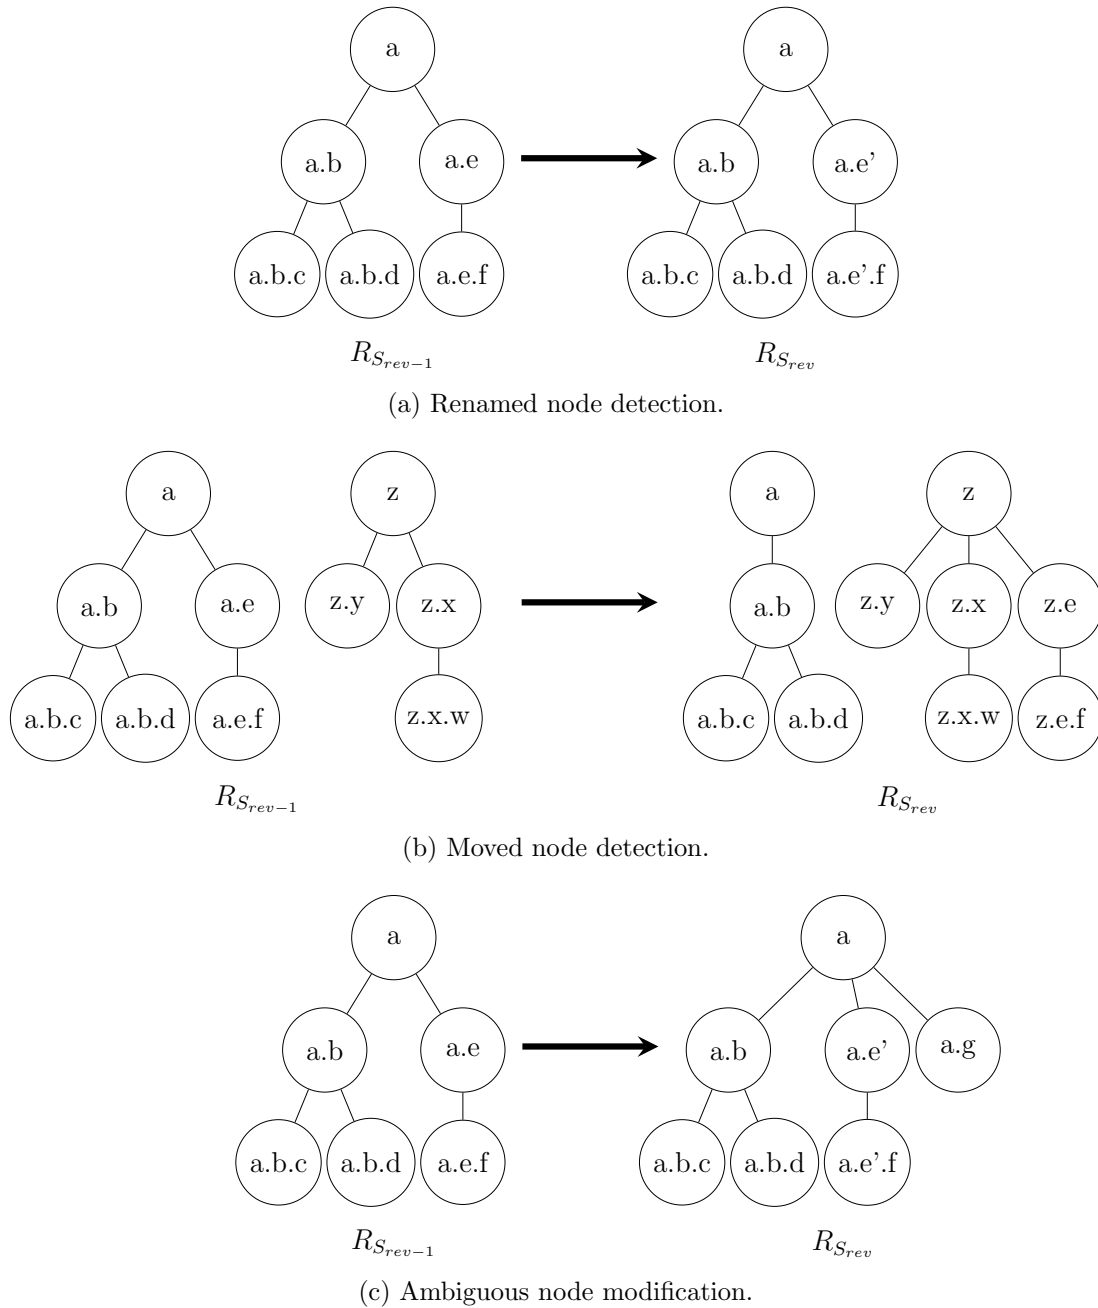 a a
a.b a.e a.b a.e'
a.b.c a.b.d a.e.f a.b.c a.b.d a.e'.f
R_{S_{rev-1}} R_{S_{rev}}
(a) Renamed node detection.
a z a z
a.b a.e z.y z.x a.b z.y z.x z.e
a.b.c a.b.d a.e.f z.x.w a.b.c a.b.d z.x.w z.e.f
R_{S_{rev-1}} R_{S_{rev}}
(b) Moved node detection.
a a
a.b a.e a.b a.e' a.g
a.b.c a.b.d a.e.f a.b.c a.b.d a.e'.f
R_{S_{rev-1}} R_{S_{rev}}
(c) Ambiguous node modification.